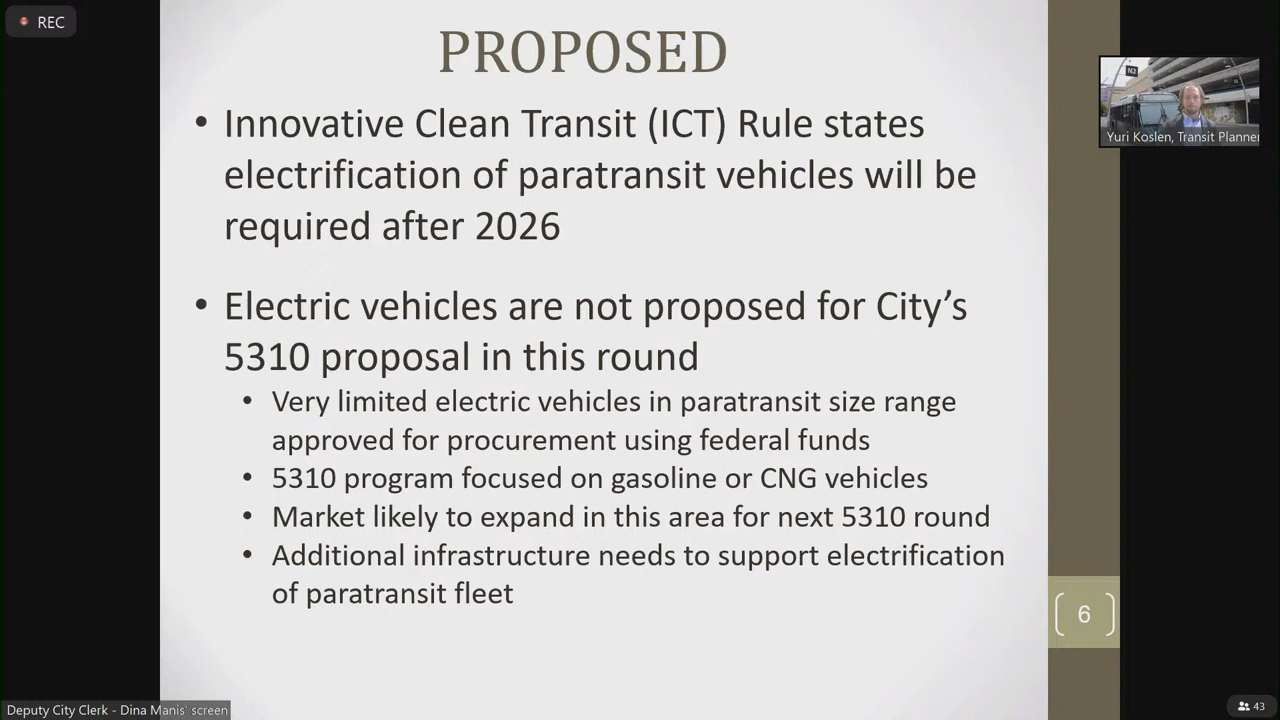 REC
PROPOSED
• Innovative Clean Transit (ICT) Rule states
electrification of paratransit vehicles will be
required after 2026
• Electric vehicles are not proposed for City’s
5310 proposal in this round
• Very limited electric vehicles in paratransit size range
approved for procurement using federal funds
• 5310 program focused on gasoline or CNG vehicles
• Market likely to expand in this area for next 5310 round
• Additional infrastructure needs to support electrification
of paratransit fleet
6
N2
Yuri Koslen, Transit Planner
Deputy City Clerk - Dina Manis' screen
43